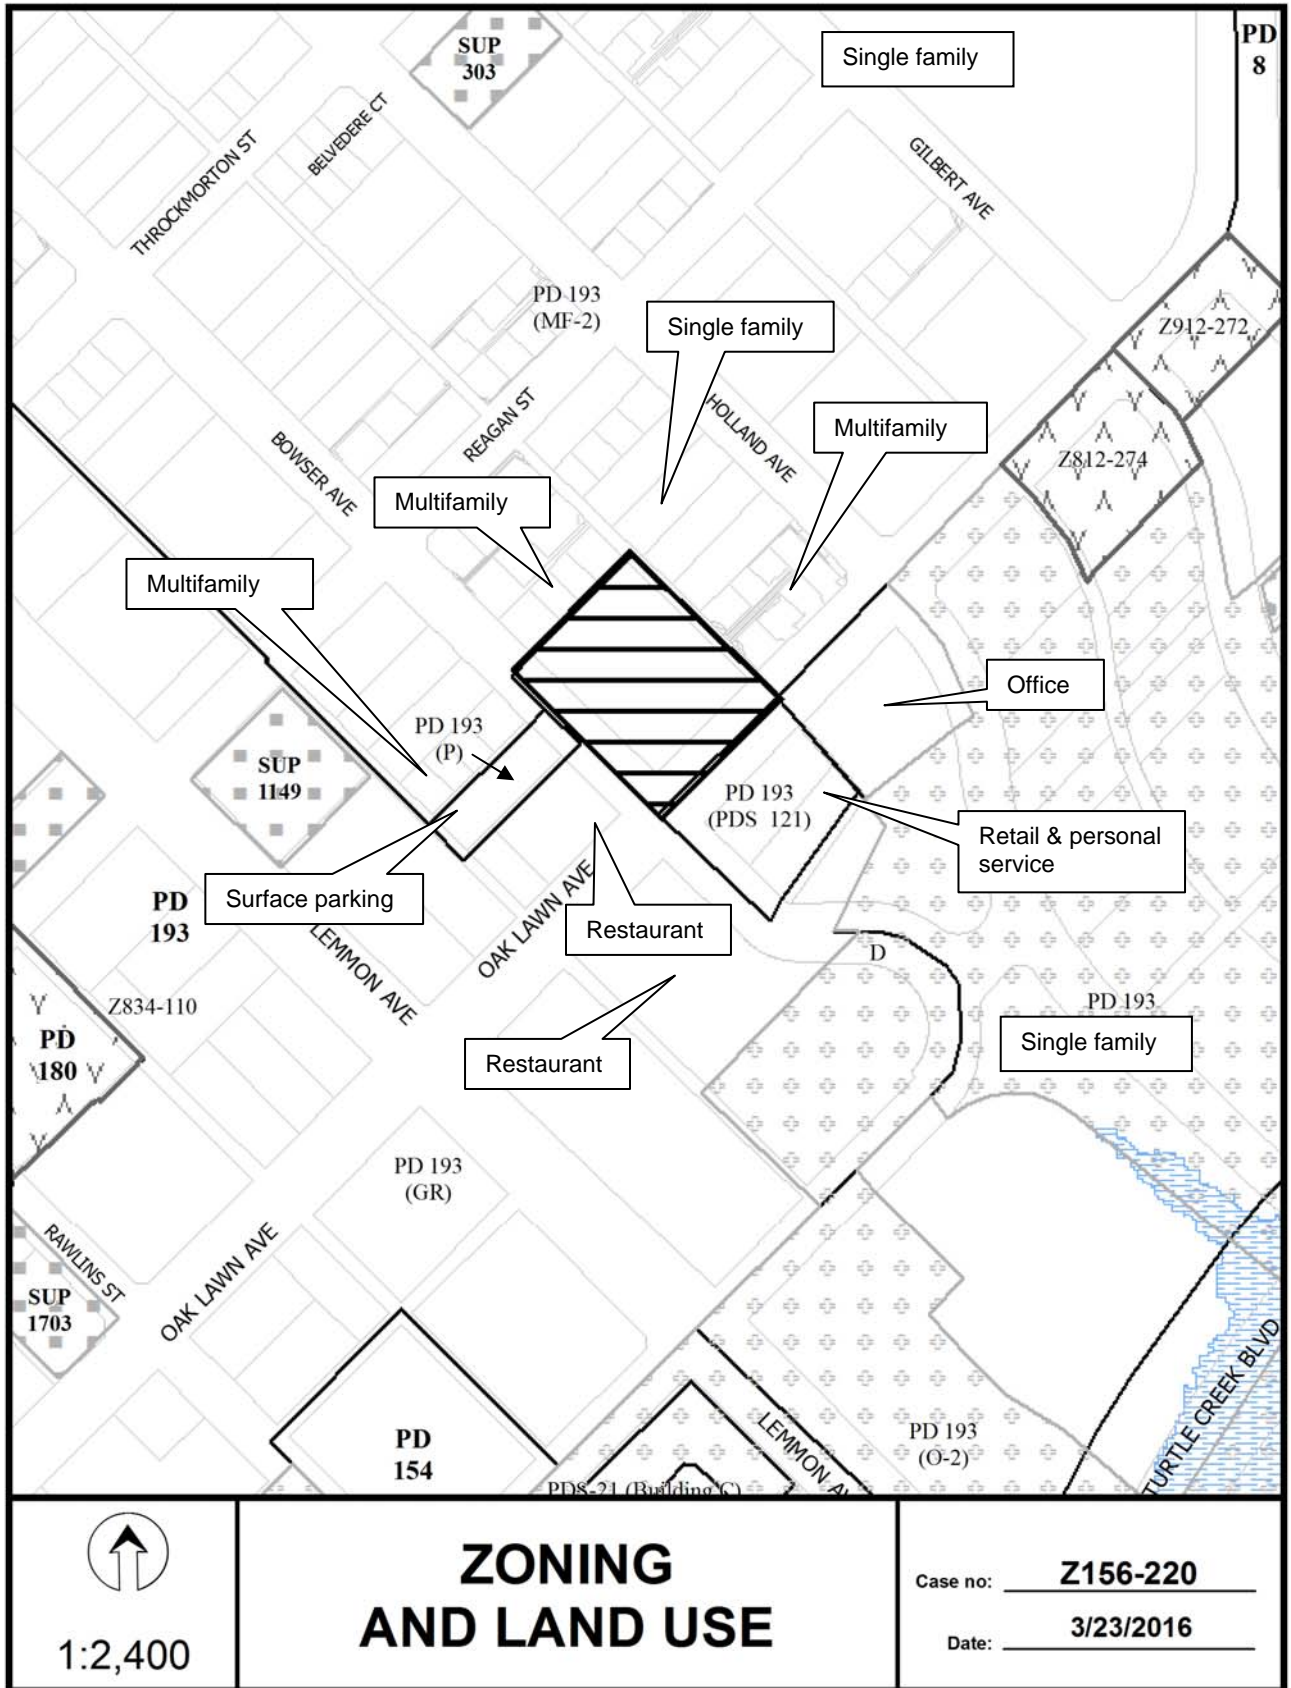 SUP
303
Single family
PD
8
THROCKMORTON ST
BELVEDERE CT
GILBERT AVE
PD 193
(MF-2)
Single family
Z912-272
REAGAN ST
HOLLAND AVE
Multifamily
BOWSER AVE
Z812-274
Multifamily
Multifamily
Office
PD 193
(P)
SUP
1149
PD 193
(PDS 121)
Retail & personal
service
Surface parking
PD
193
LEMMON AVE
OAK LAWN AVE
Restaurant
D
Z834-110
PD 193
Single family
PD
180
Restaurant
PD 193
(GR)
RAWLINS ST
OAK LAWN AVE
SUP
1703
TURTLE CREEK BLVD
LEMMON AV
PD 193
(O-2)
PD
154
PDS-21 (Building C)
1:2,400
ZONING
AND LAND USE
Case no: Z156-220
Date: 3/23/2016